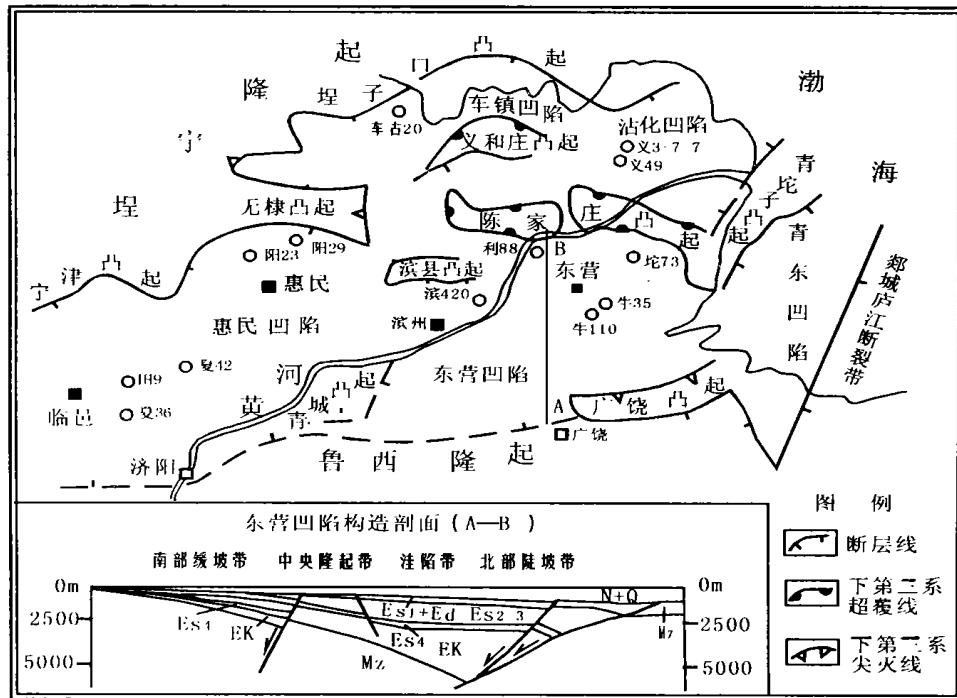 埕宁隆起
埕子口凸起
渤海
车镇凹陷
车古20
义和庄凸起
沾化凹陷
义3-7-7
义49
青坨子凸起
青东凹陷
郯城庐江断裂带
无棣凸起
陈家庄凸起
宁津凸起
阳23
阳29
利88
B
东营
坨73
惠民
滨县凸起
滨420
牛35
牛110
惠民凹陷
滨州
夏42
东营凹陷
黄河
青城凸起
临邑
夏36
A
广饶凸起
广饶
济阳
鲁西隆起
东营凹陷构造剖面(A—B)
南部缓坡带 中央隆起带 洼陷带 北部陡坡带
0m
2500
5000
0m
2500
5000
N+Q
Es1+Ed
Es2 3
Es4
EK
Es4
EK
Mz
Mz
图例
断层线
下第三系
超覆线
下第三系
尖灭线